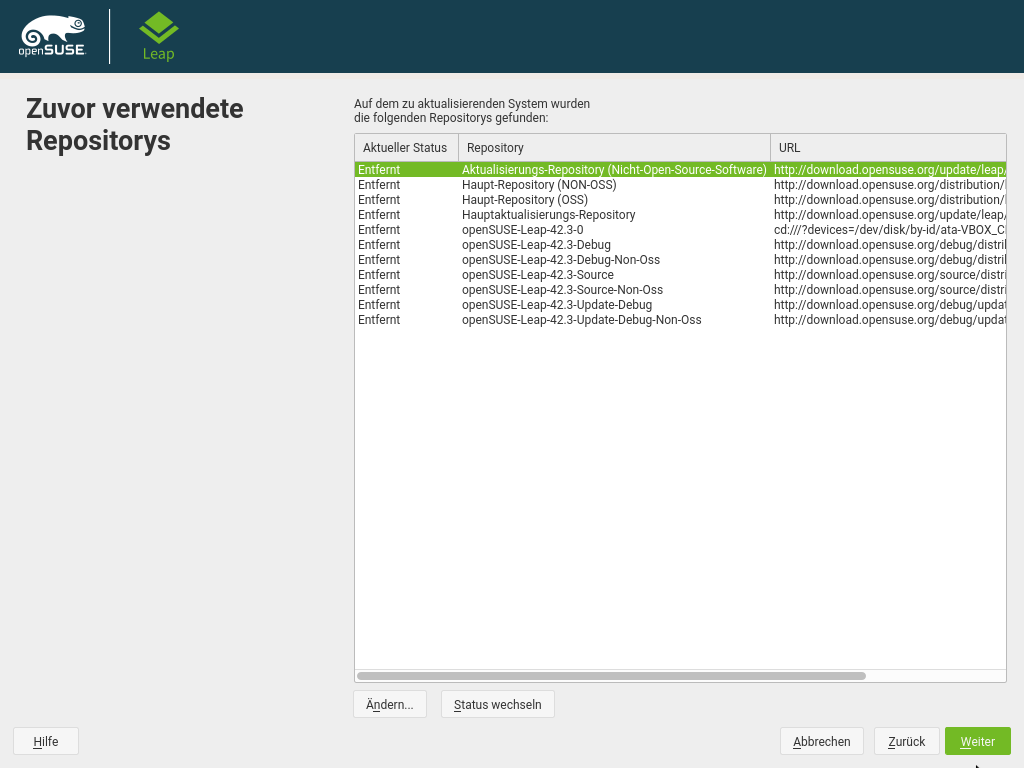 openSUSE.
Leap
Zuvor verwendete
Repositorys
Auf dem zu aktualisierenden System wurden
die folgenden Repositorys gefunden:
Aktueller Status Repository URL
Entfernt Aktualisierungs-Repository (Nicht-Open-Source-Software) http://download.opensuse.org/update/leap/
Entfernt Haupt-Repository (NON-OSS) http://download.opensuse.org/distribution/
Entfernt Haupt-Repository (OSS) http://download.opensuse.org/distribution/
Entfernt Hauptaktualisierungs-Repository http://download.opensuse.org/update/leap/
Entfernt openSUSE-Leap-42.3-0 cd:///?devices=/dev/disk/by-id/ata-VBOX_C
Entfernt openSUSE-Leap-42.3-Debug http://download.opensuse.org/debug/distri
Entfernt openSUSE-Leap-42.3-Debug-Non-Oss http://download.opensuse.org/debug/distri
Entfernt openSUSE-Leap-42.3-Source http://download.opensuse.org/source/distri
Entfernt openSUSE-Leap-42.3-Source-Non-Oss http://download.opensuse.org/source/distri
Entfernt openSUSE-Leap-42.3-Update-Debug http://download.opensuse.org/debug/updat
Entfernt openSUSE-Leap-42.3-Update-Debug-Non-Oss http://download.opensuse.org/debug/updat
Ändern... Status wechseln
Hilfe Abbrechen Zurück Weiter